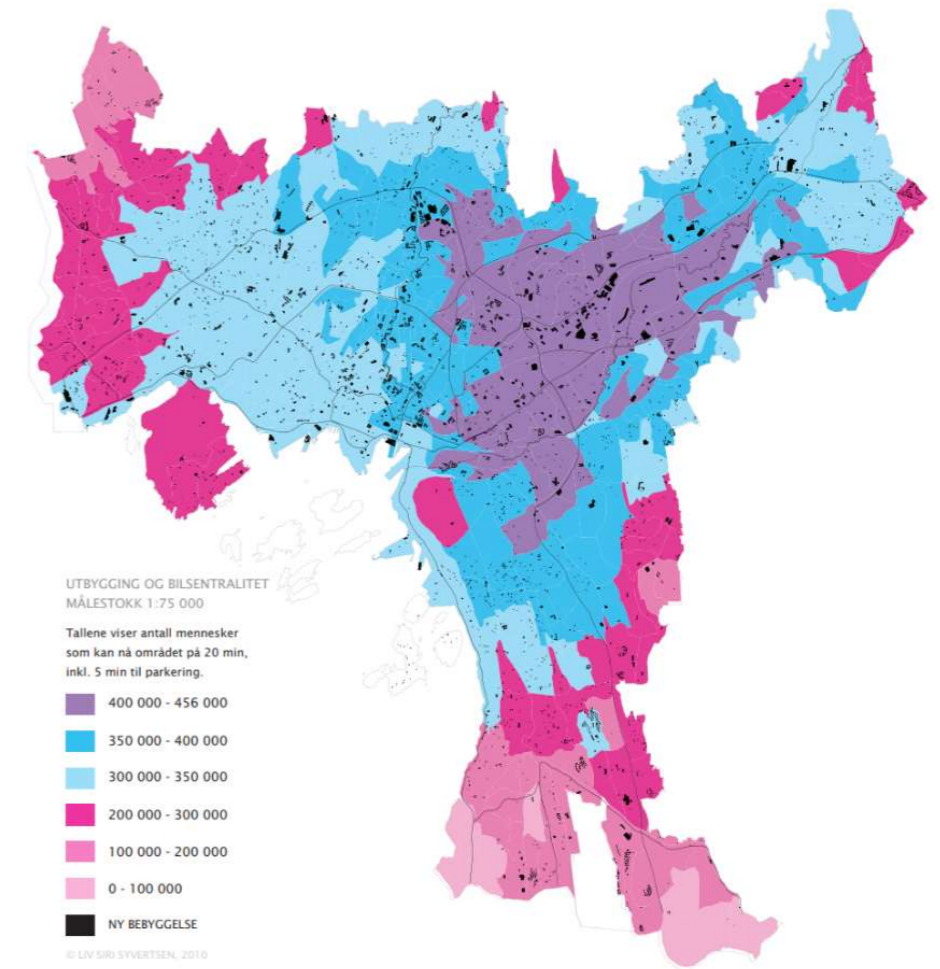 UTBYGGING OG BILSENTRALITET
MÅLESTOKK 1:75 000
Tallene viser antall mennesker
som kan nå området på 20 min,
inkl. 5 min til parkering.
400 000 - 456 000
350 000 - 400 000
300 000 - 350 000
200 000 - 300 000
100 000 - 200 000
0 - 100 000
NY BEBYGGELSE
© LIV SIRI SYVERTSEN, 2010